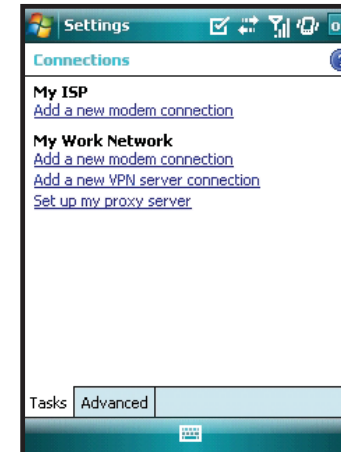 Settings
Connections
My ISP
Add a new modem connection
My Work Network
Add a new modem connection
Add a new VPN server connection
Set up my proxy server
Tasks Advanced